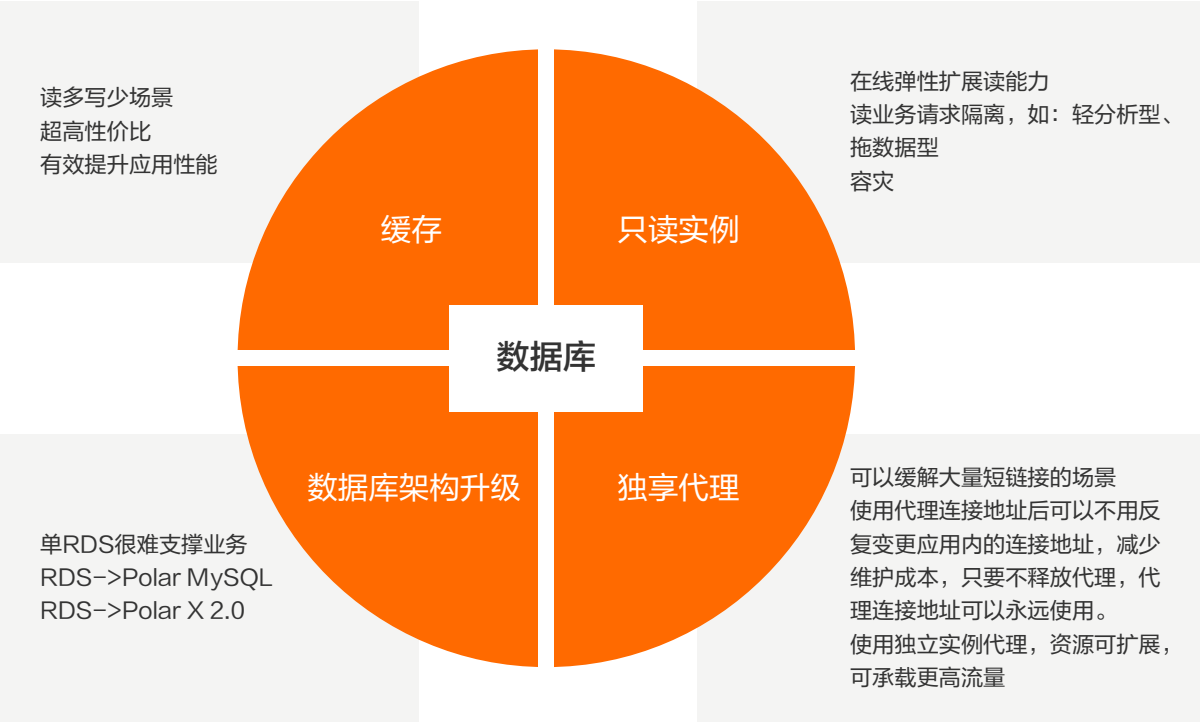 读多写少场景
超高性价比
有效提升应用性能
在线弹性扩展读能力
读业务请求隔离，如：轻分析型、
拖数据型
容灾
缓存
只读实例
数据库
数据库架构升级
独享代理
单RDS很难支撑业务
RDS->Polar MySQL
RDS->Polar X 2.0
可以缓解大量短链接的场景
使用代理连接地址后可以不用反
复变更应用内的连接地址，减少
维护成本，只要不释放代理，代
理连接地址可以永远使用。
使用独立实例代理，资源可扩展，
可承载更高流量